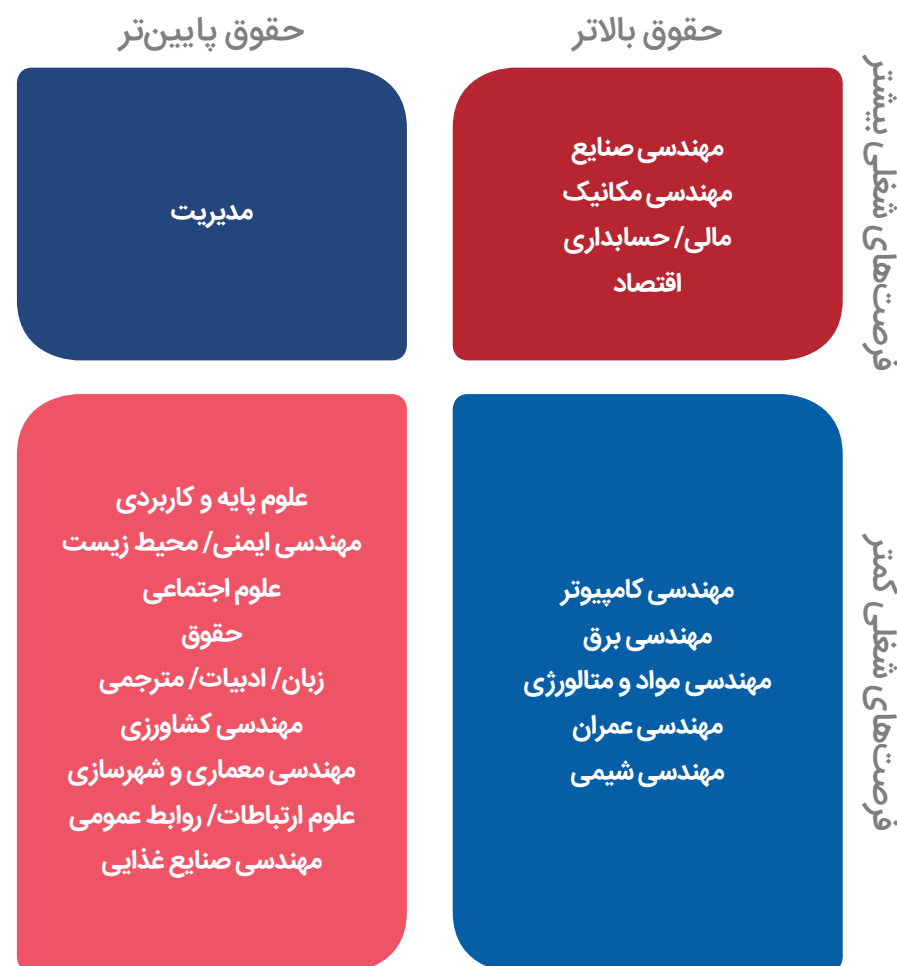 حقوق بالاتر
حقوق پایین‌تر
فرصت‌های شغلی بیشتر
مهندسی صنایع
مهندسی مکانیک
مالی/ حسابداری
اقتصاد
مدیریت
فرصت‌های شغلی کمتر
مهندسی کامپیوتر
مهندسی برق
مهندسی مواد و متالورژی
مهندسی عمران
مهندسی شیمی
علوم پایه و کاربردی
مهندسی ایمنی/ محیط زیست
علوم اجتماعی
حقوق
زبان/ ادبیات/ مترجمی
مهندسی کشاورزی
مهندسی معماری و شهرسازی
علوم ارتباطات/ روابط عمومی
مهندسی صنایع غذایی